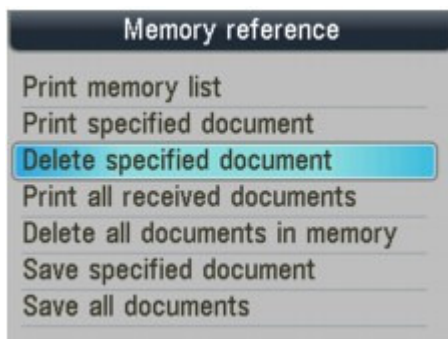 Memory reference
Print memory list
Print specified document
Delete specified document
Print all received documents
Delete all documents in memory
Save specified document
Save all documents